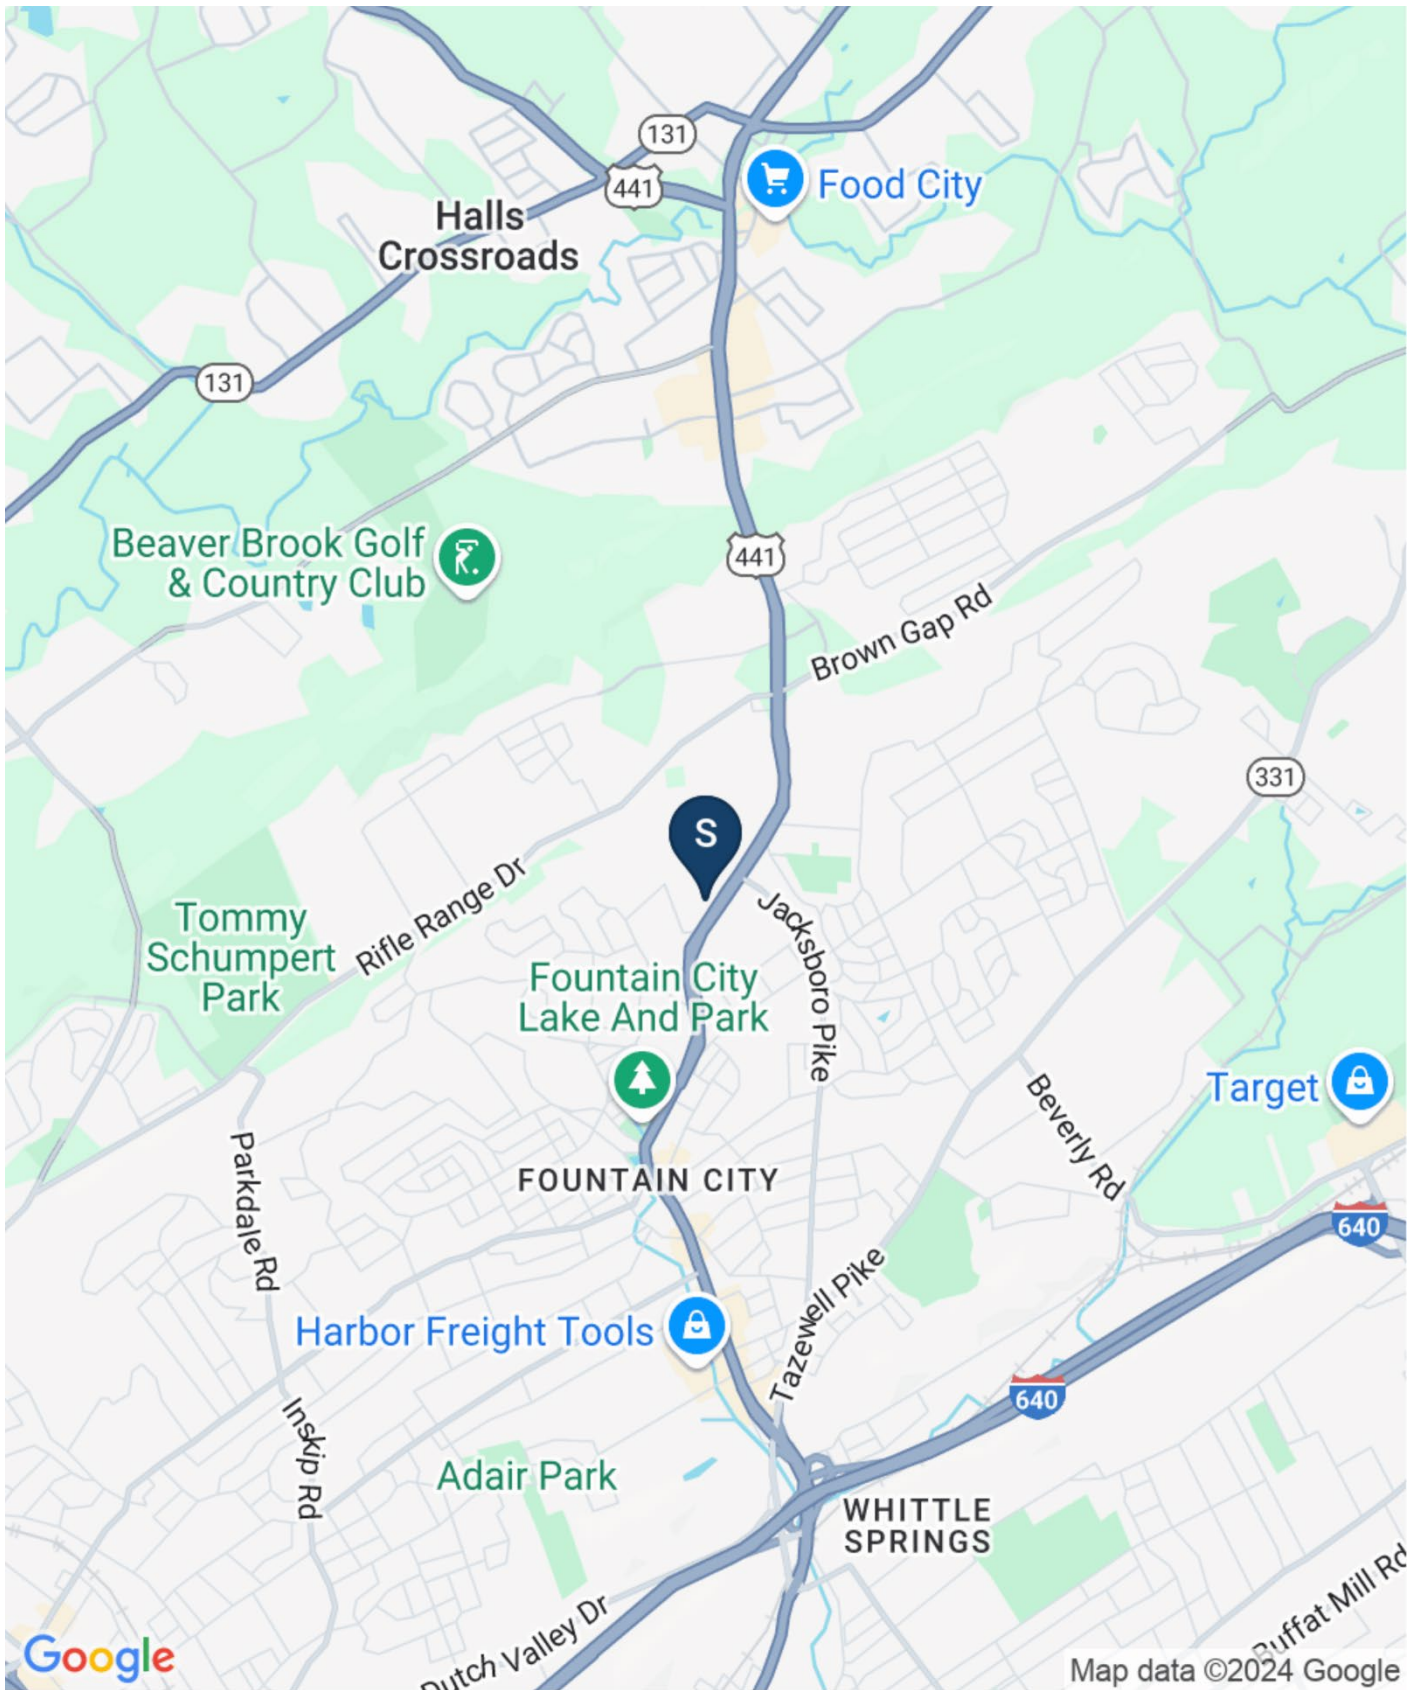 131
441
Food City
Halls
Crossroads
131
Beaver Brook Golf
& Country Club
441
Brown Gap Rd
331
S
Rifle Range Dr
Jacksboro Pike
Tommy
Schumpert
Park
Fountain City
Lake And Park
Target
Beverly Rd
Parkdale Rd
FOUNTAIN CITY
640
Tazewell Pike
Harbor Freight Tools
640
Inskip Rd
Adair Park
WHITTLE
SPRINGS
Buffat Mill Rd
Dutch Valley Dr
Google
Map data ©2024 Google